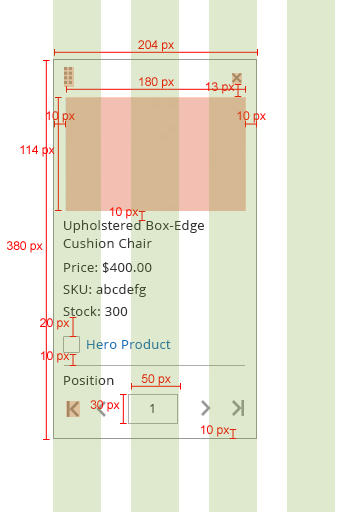 204 px
180 px
13 px
10 px
10 px
114 px
10 px
Upholstered Box-Edge
Cushion Chair
380 px
Price: $400.00
SKU: abcdefg
Stock: 300
20 px
Hero Product
10 px
Position
50 px
30 px
1
10 px